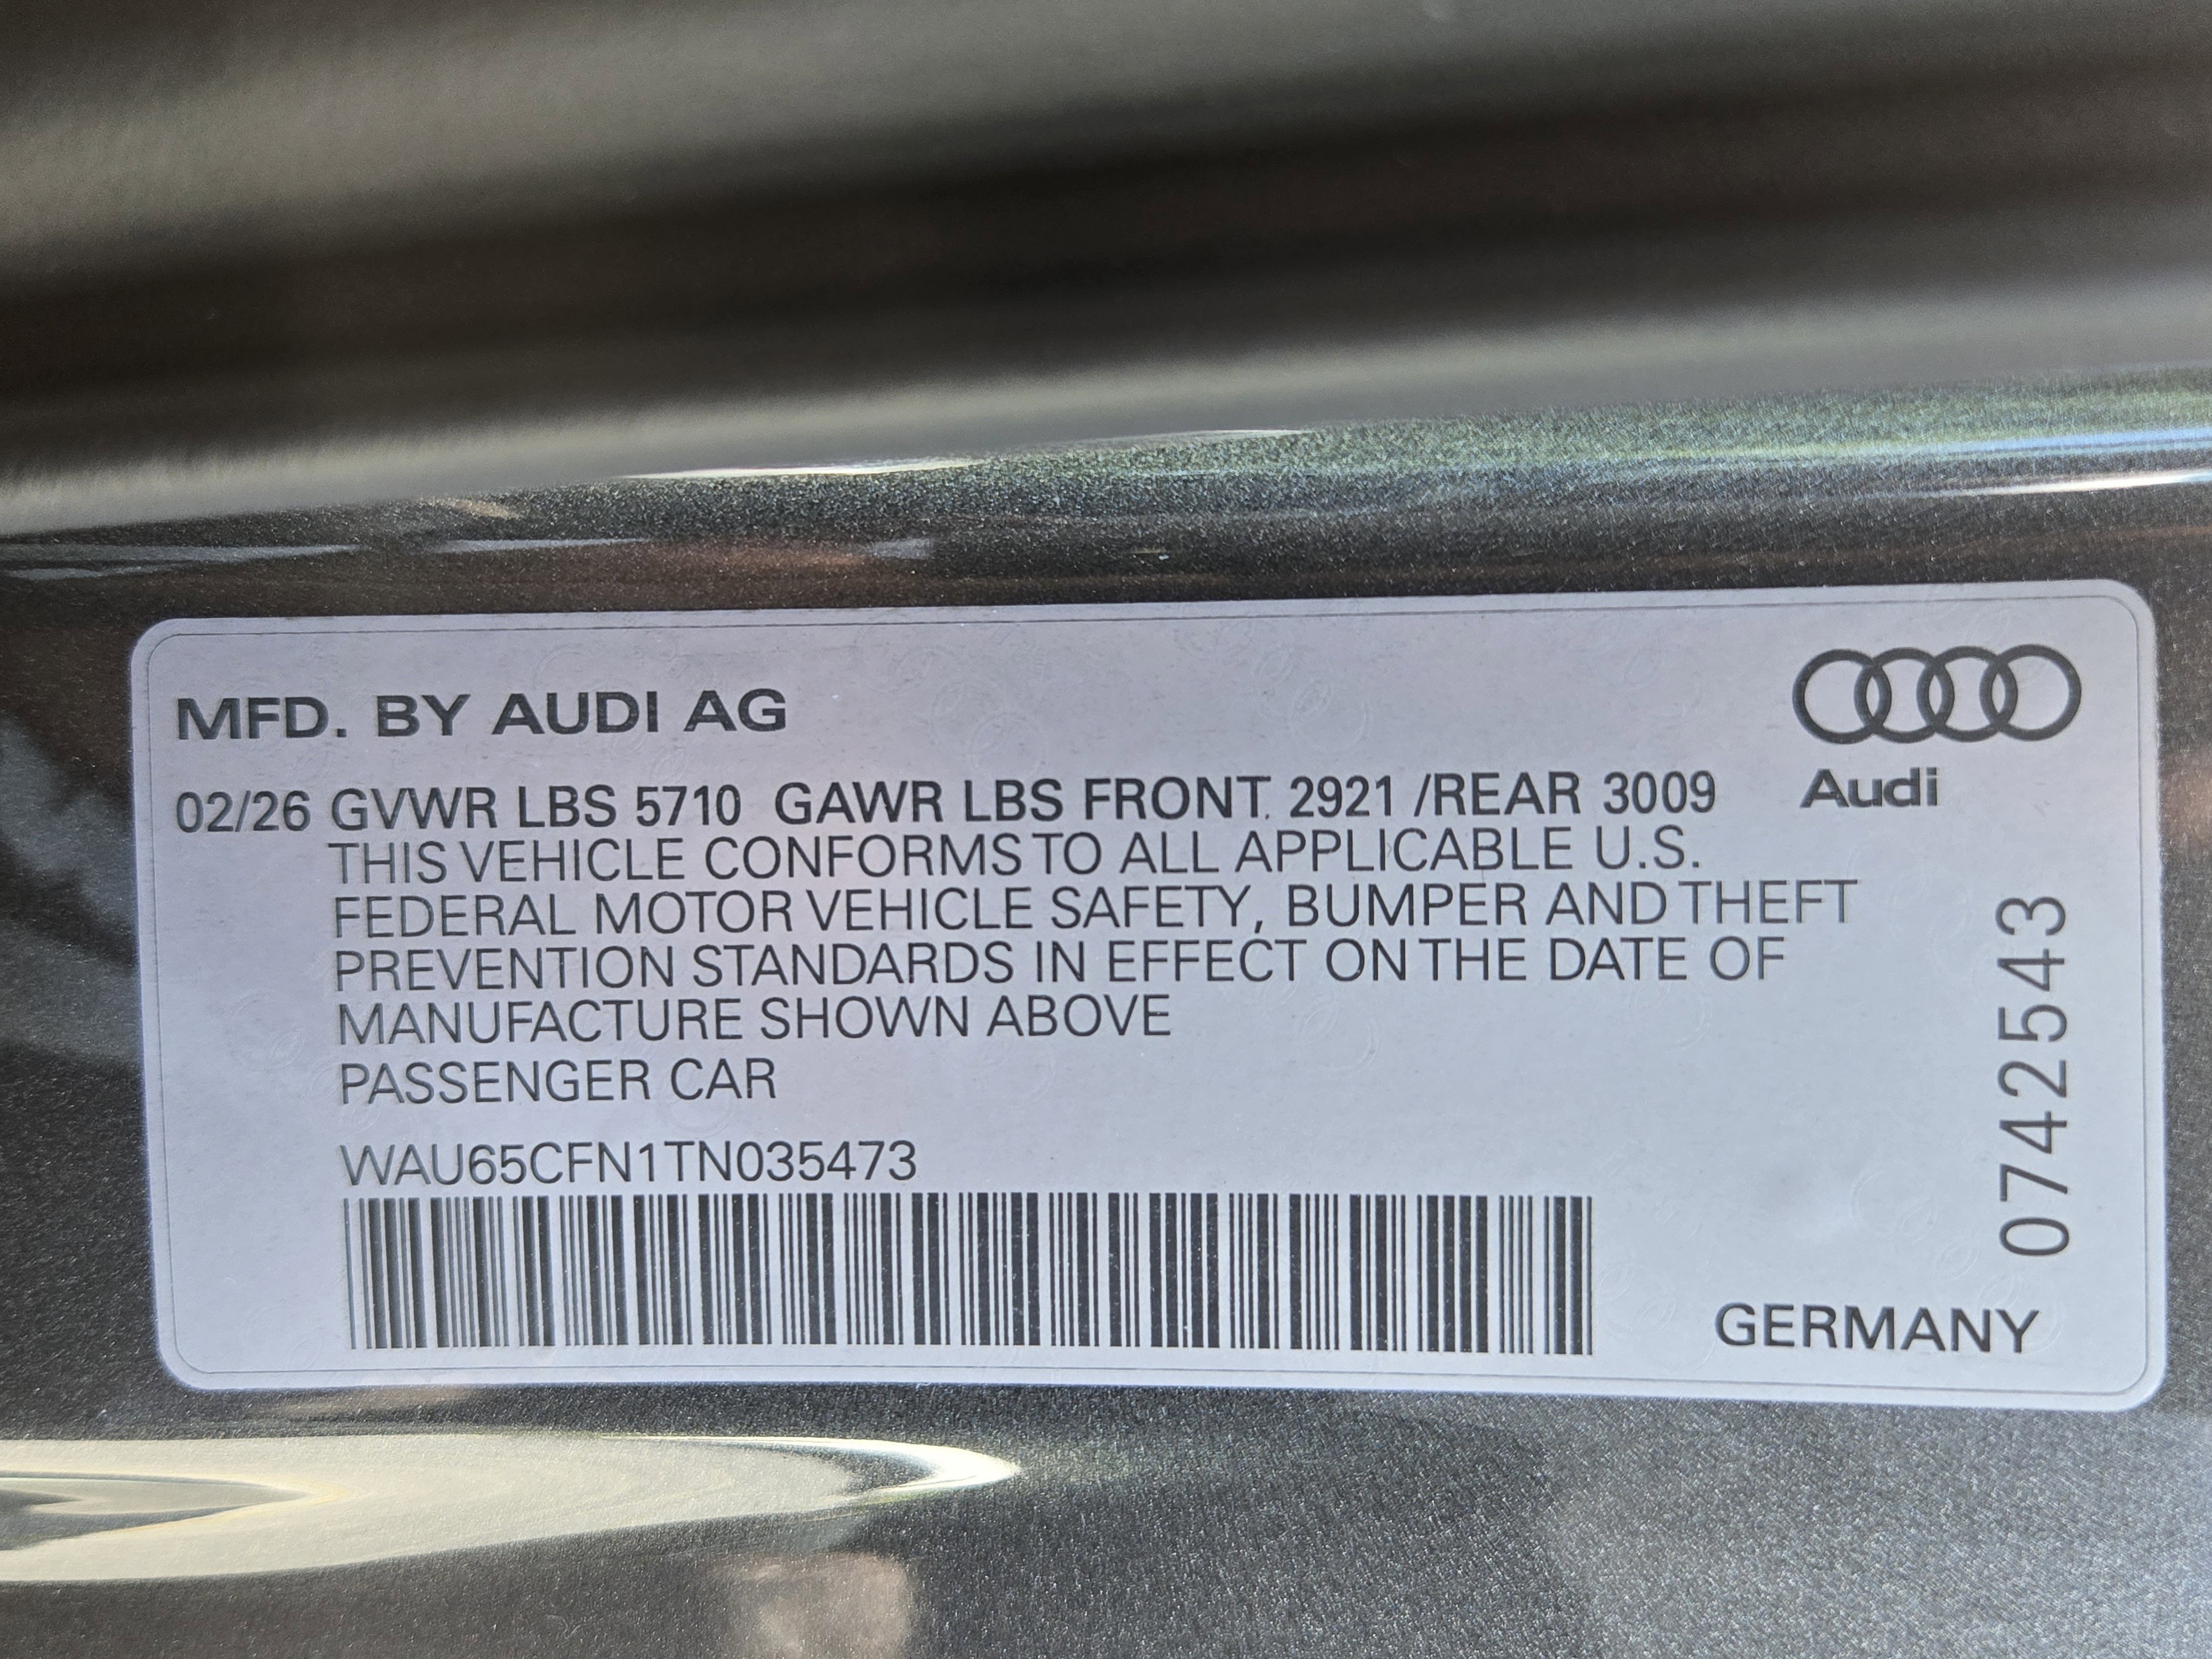 MFD. BY AUDI AG
02/26 GVWR LBS 5710 GAWR LBS FRONT 2921 /REAR 3009
Audi
THIS VEHICLE CONFORMS TO ALL APPLICABLE U.S.
FEDERAL MOTOR VEHICLE SAFETY, BUMPER AND THEFT
PREVENTION STANDARDS IN EFFECT ON THE DATE OF
MANUFACTURE SHOWN ABOVE
PASSENGER CAR
WAU65CFN1TN035473
0742543
GERMANY